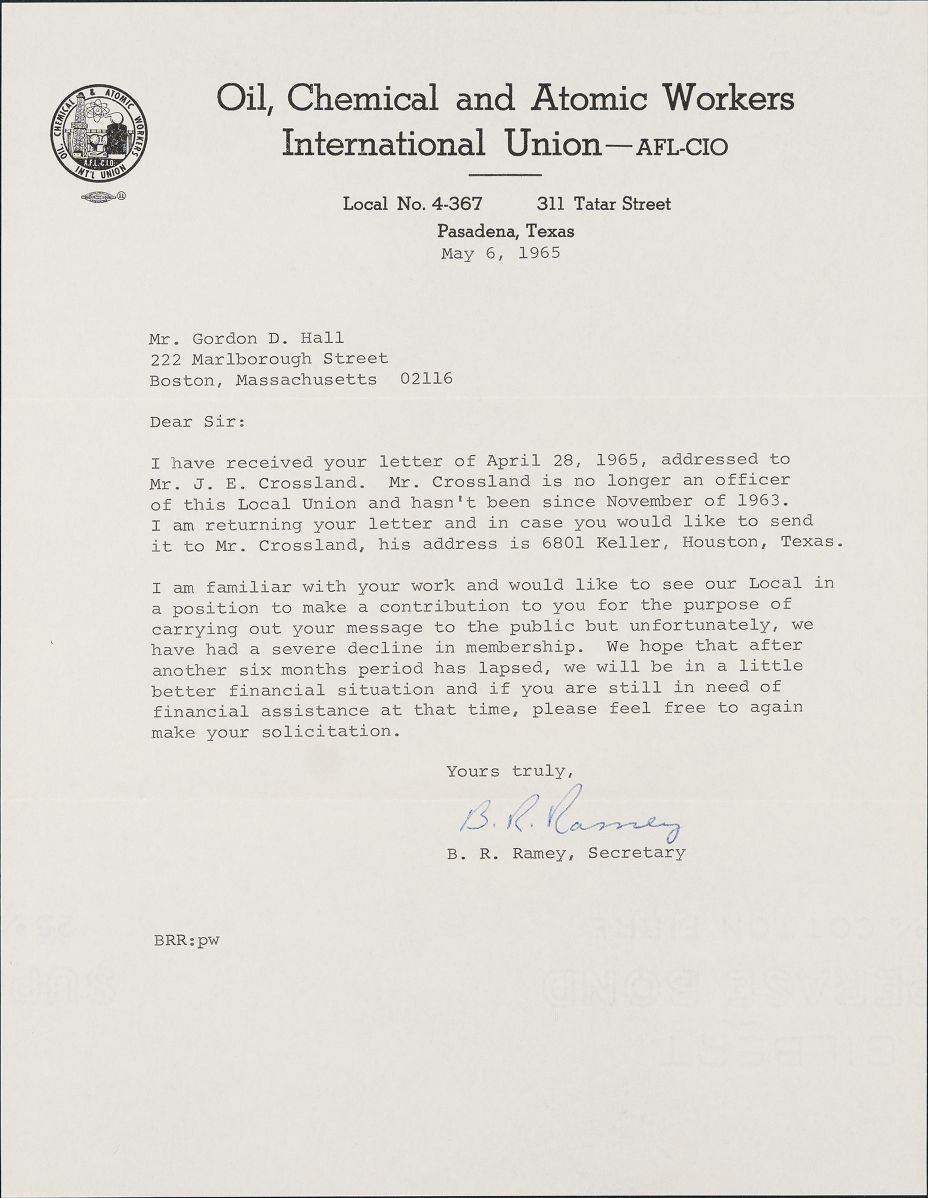 Oil, Chemical and Atomic Workers
International Union—AFL-CIO
OIL, CHEMICAL & ATOMIC WORKERS
INT'L UNION
A.F.L.-C.I.O.
Local No. 4-367 311 Tatar Street
Pasadena, Texas
May 6, 1965
Mr. Gordon D. Hall
222 Marlborough Street
Boston, Massachusetts 02116
Dear Sir:
I have received your letter of April 28, 1965, addressed to
Mr. J. E. Crossland. Mr. Crossland is no longer an officer
of this Local Union and hasn't been since November of 1963.
I am returning your letter and in case you would like to send
it to Mr. Crossland, his address is 6801 Keller, Houston, Texas.
I am familiar with your work and would like to see our Local in
a position to make a contribution to you for the purpose of
carrying out your message to the public but unfortunately, we
have had a severe decline in membership. We hope that after
another six months period has lapsed, we will be in a little
better financial situation and if you are still in need of
financial assistance at that time, please feel free to again
make your solicitation.
Yours truly,
B. R. Ramey
B. R. Ramey, Secretary
BRR:pw
COTTON FIBRE
SERVICE BOND
GILBERT